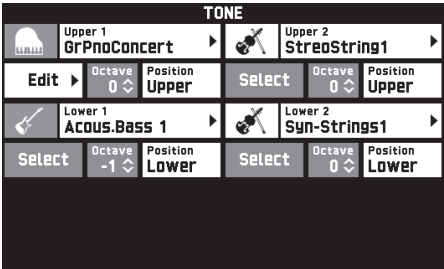 TONE
Upper 1
GrPnoConcert
Upper 2
StreoString1
Edit
Octave
0
Position
Upper
Select
Octave
0
Position
Upper
Lower 1
Acous.Bass 1
Lower 2
Syn-Strings1
Select
Octave
-1
Position
Lower
Select
Octave
0
Position
Lower